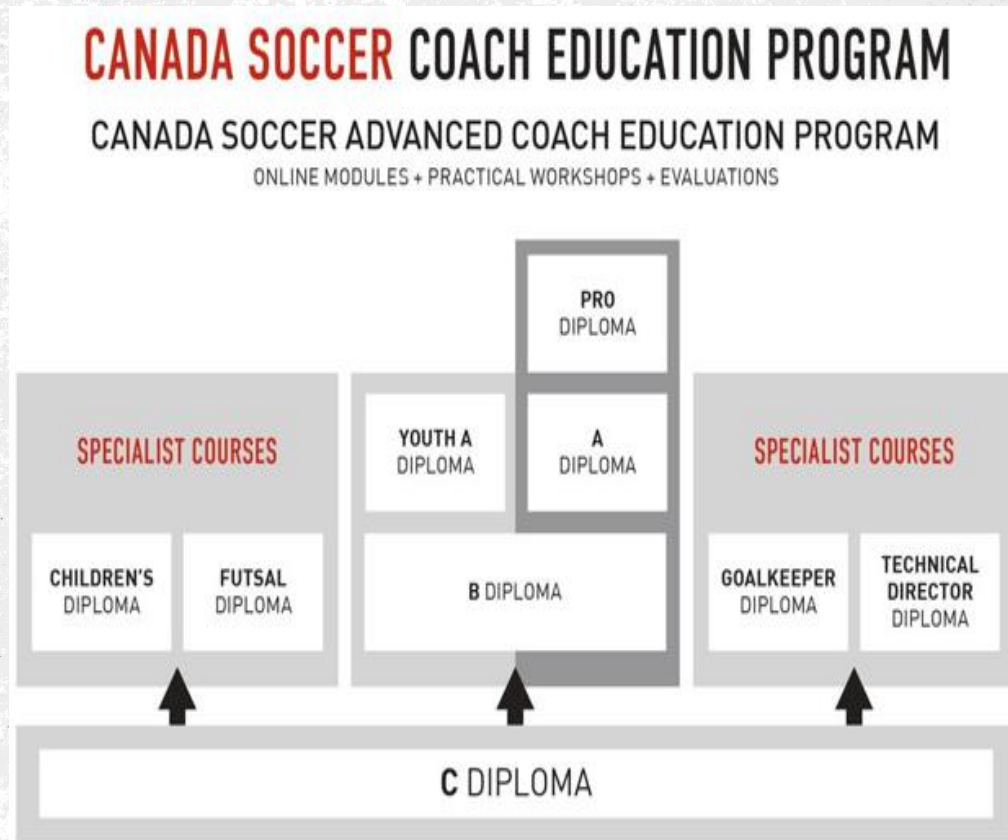 CANADA SOCCER COACH EDUCATION PROGRAM
CANADA SOCCER ADVANCED COACH EDUCATION PROGRAM
ONLINE MODULES + PRACTICAL WORKSHOPS + EVALUATIONS
PRO
DIPLOMA
SPECIALIST COURSES
CHILDREN'S
DIPLOMA
FUTSAL
DIPLOMA
YOUTH A
DIPLOMA
A
DIPLOMA
B DIPLOMA
SPECIALIST COURSES
GOALKEEPER
DIPLOMA
TECHNICAL
DIRECTOR
DIPLOMA
C DIPLOMA